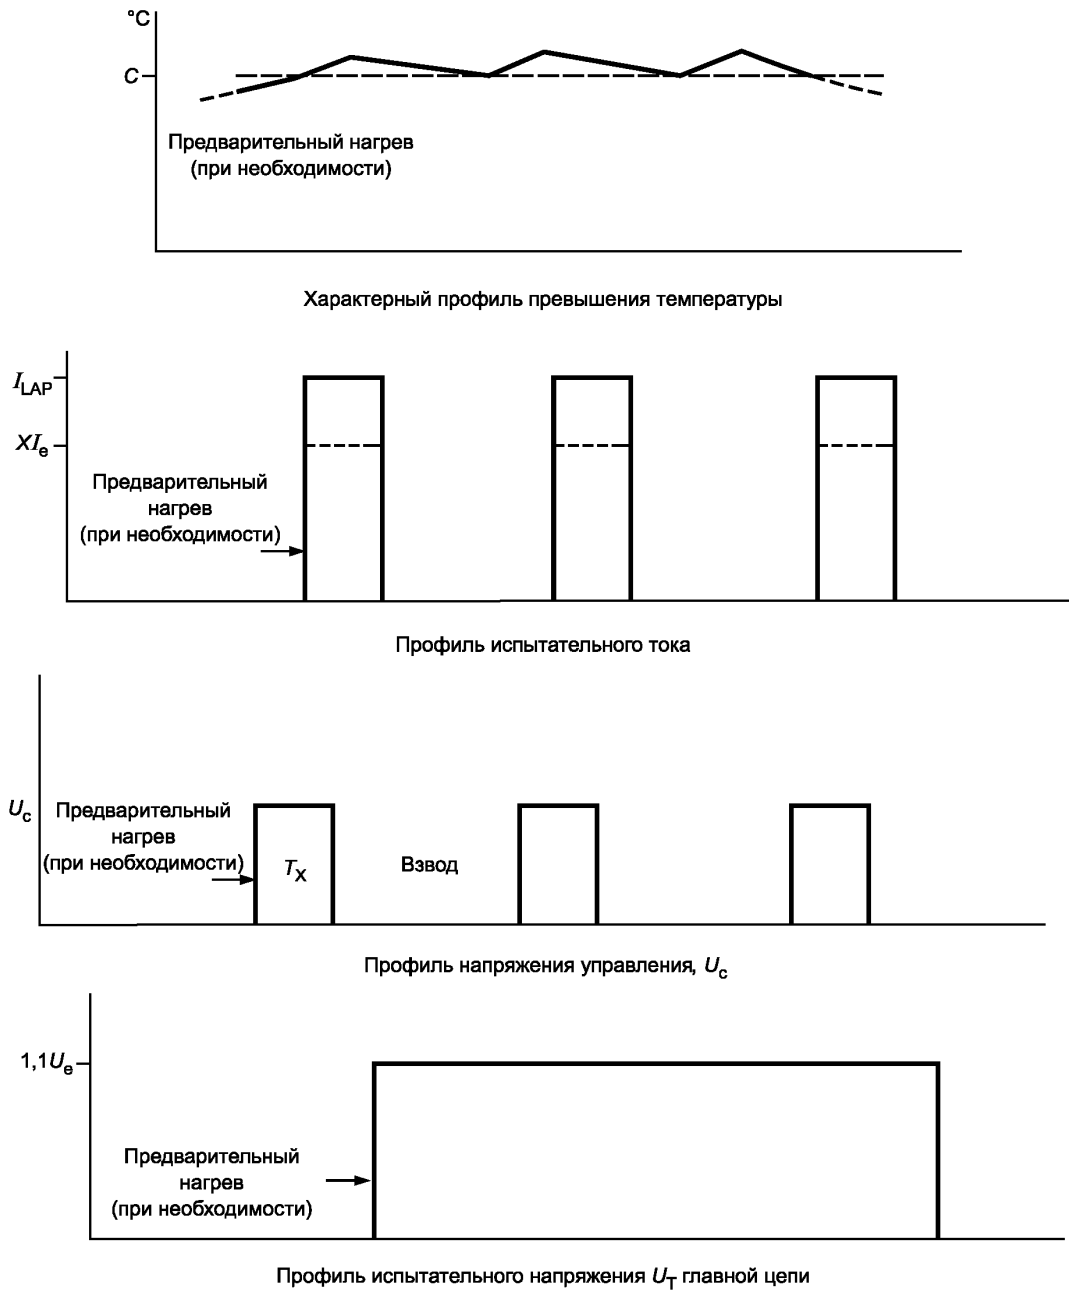 °C
C
Предварительный нагрев
(при необходимости)
Характерный профиль превышения температуры
I_LAP
XI_e
Предварительный
нагрев
(при необходимости)
Профиль испытательного тока
U_c
Предварительный
нагрев
(при необходимости)
T_X
Взвод
Профиль напряжения управления, U_c
1,1U_e
Предварительный
нагрев
(при необходимости)
Профиль испытательного напряжения U_T главной цепи